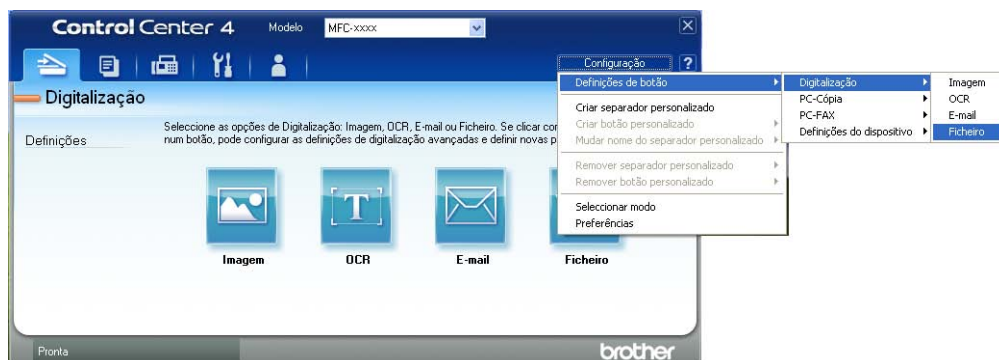 Control Center 4
Modelo
MFC-xxxx
Configuração
?
Digitalização
Definições
Seleccione as opções de Digitalização: Imagem, OCR, E-mail ou Ficheiro. Se clicar
num botão, pode configurar as definições de digitalização avançadas e definir novas
Imagem
OCR
E-mail
Ficheiro
Definições de botão
Criar separador personalizado
Criar botão personalizado
Mudar nome do separador personalizado
Remover separador personalizado
Remover botão personalizado
Seleccionar modo
Preferências
Digitalização
PC-Cópia
PC-FAX
Definições do dispositivo
Imagem
OCR
E-mail
Ficheiro
Pronta
brother